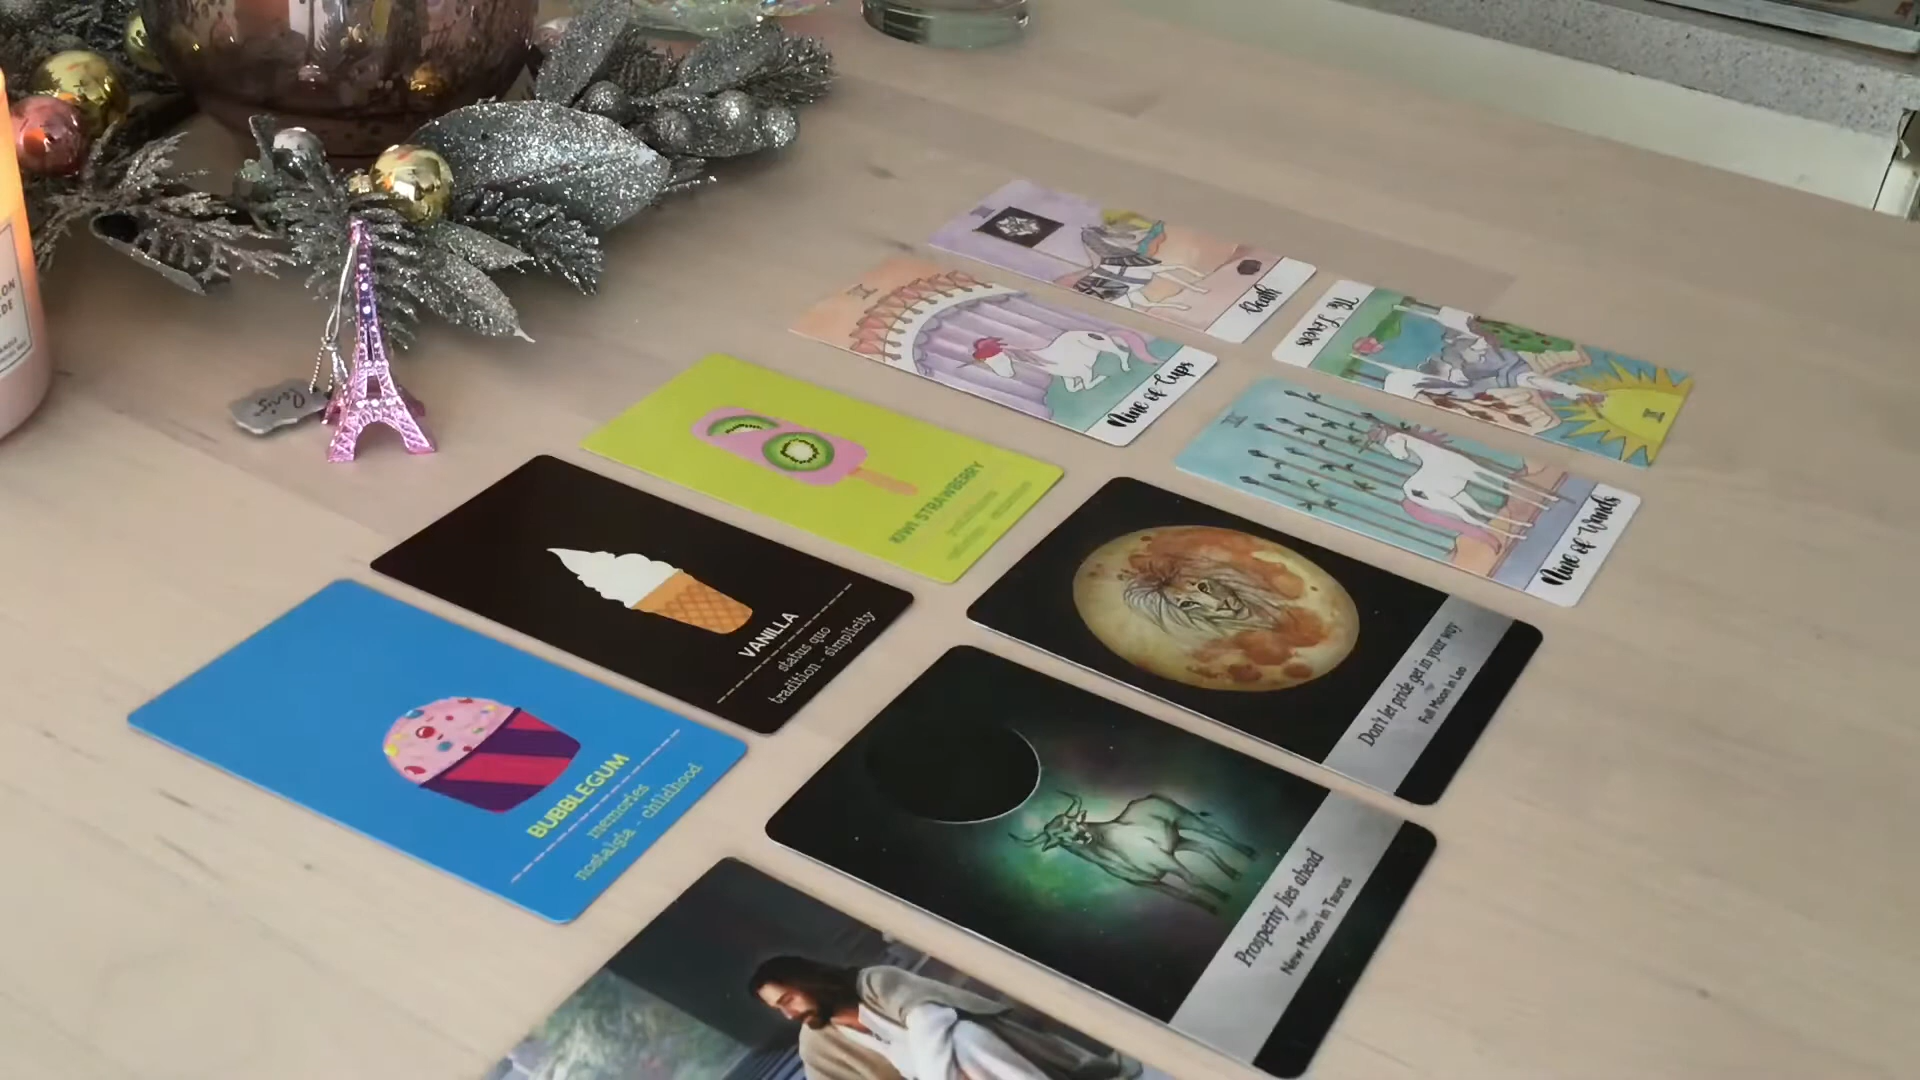 Death
Nine of Cups
The Lovers
Nine of Wands
KIWI STRAWBERRY
VANILLA
status quo
tradition - simplicity
BUBBLEGUM
memories
nostalgia - childhood
Don't let pride get in your way
Full Moon in Leo
Prosperity lies ahead
New Moon in Taurus
Paris